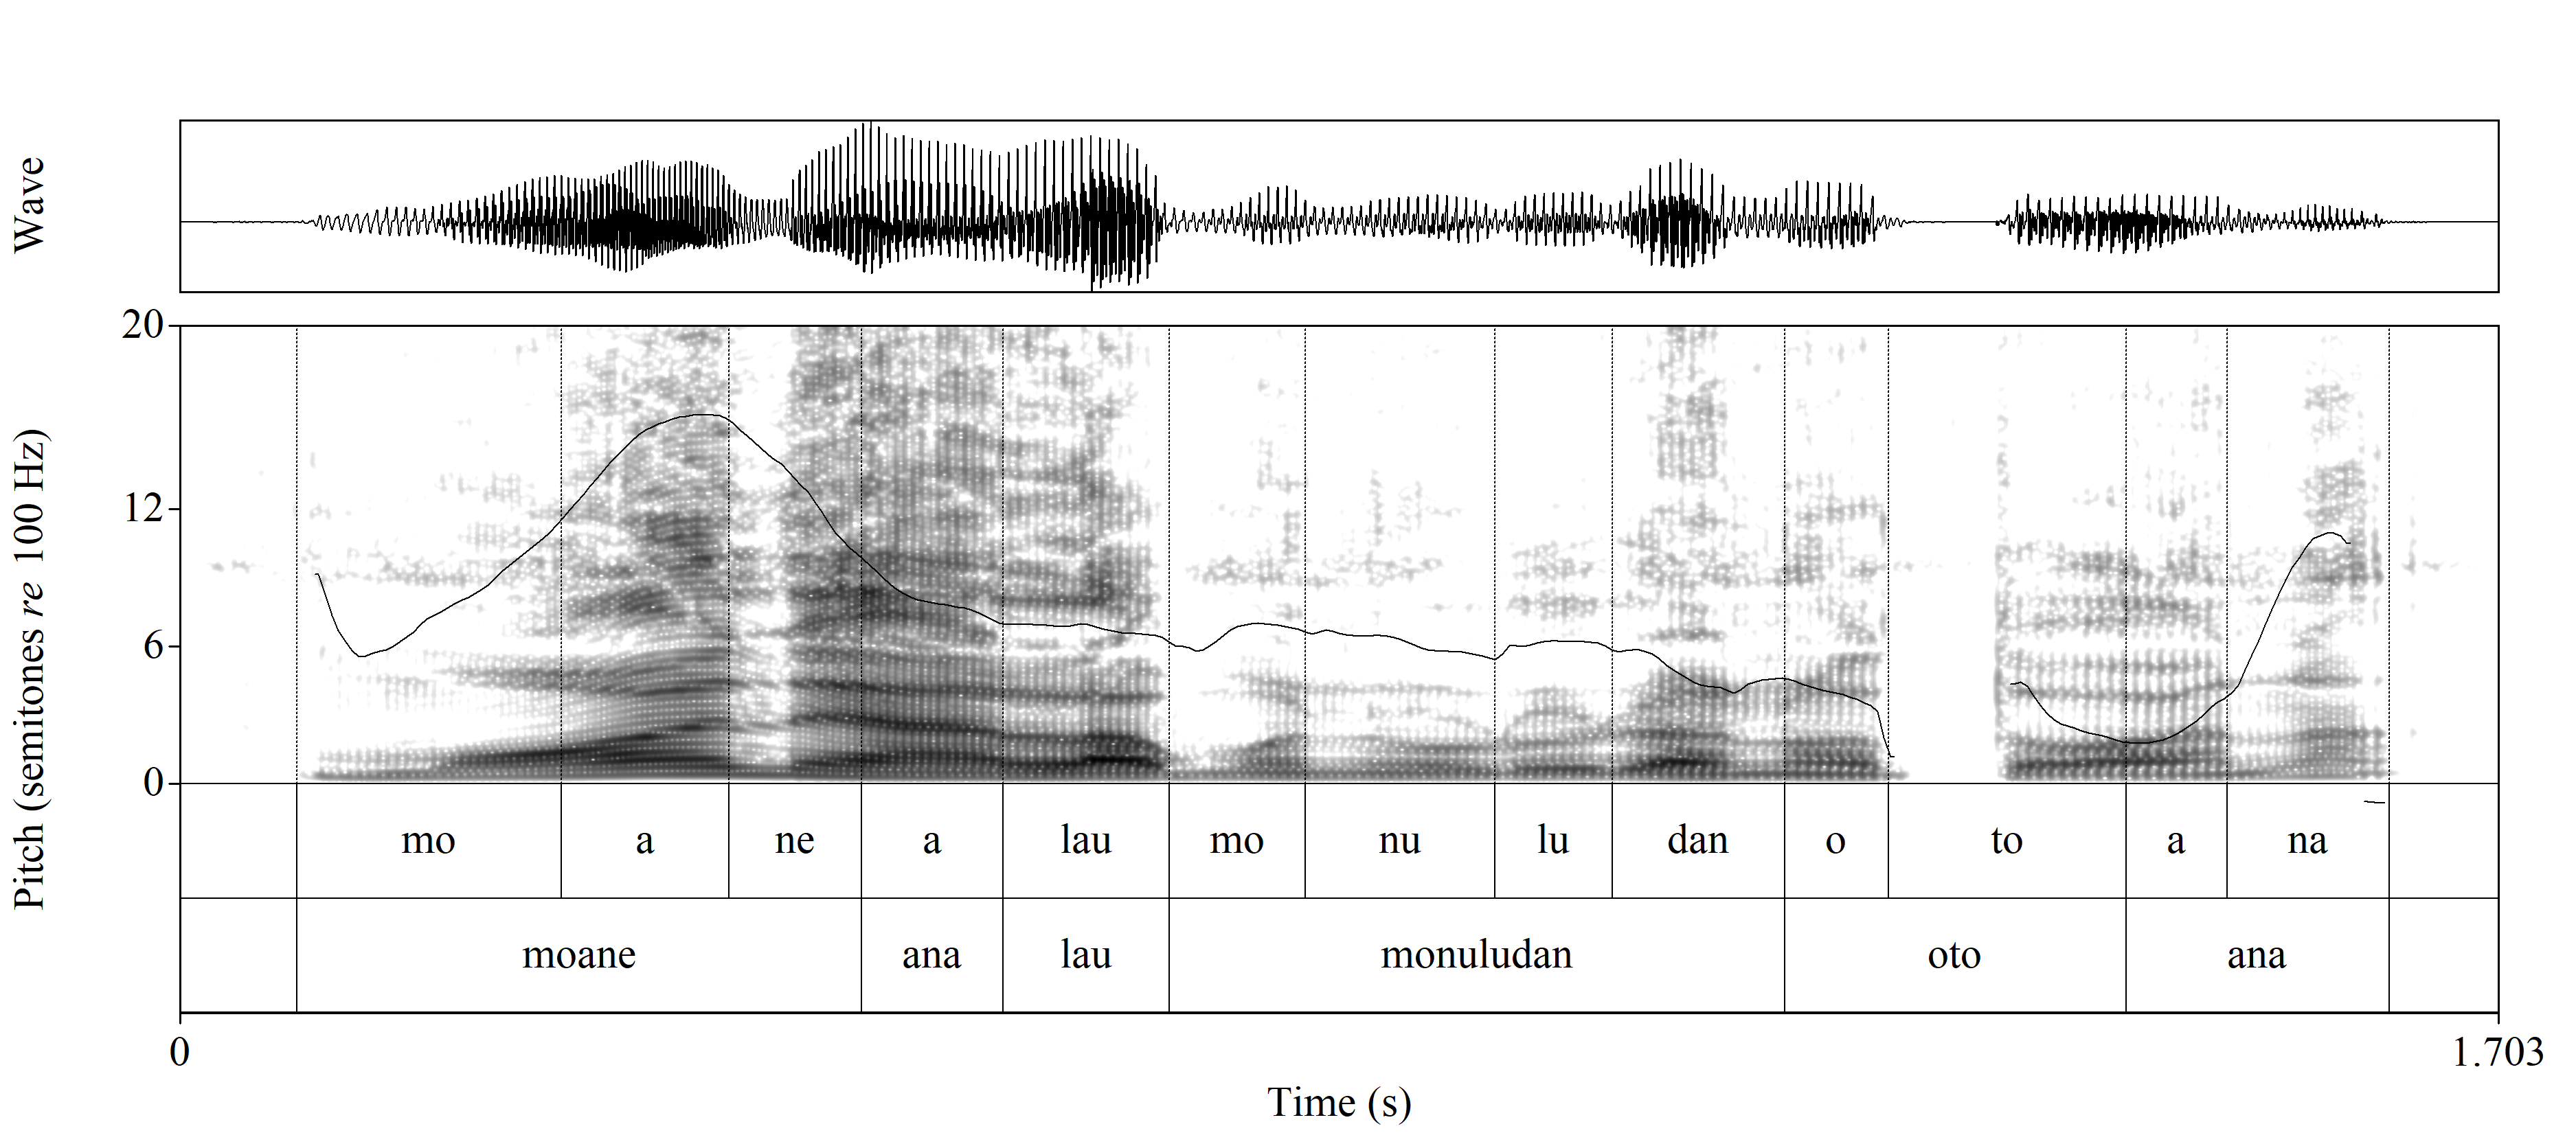 Wave
20
12
6
0
Pitch (semitones re 100 Hz)
mo a ne a lau mo nu lu dan o to a na
moane ana lau monuludan oto ana
0 1.703
Time (s)